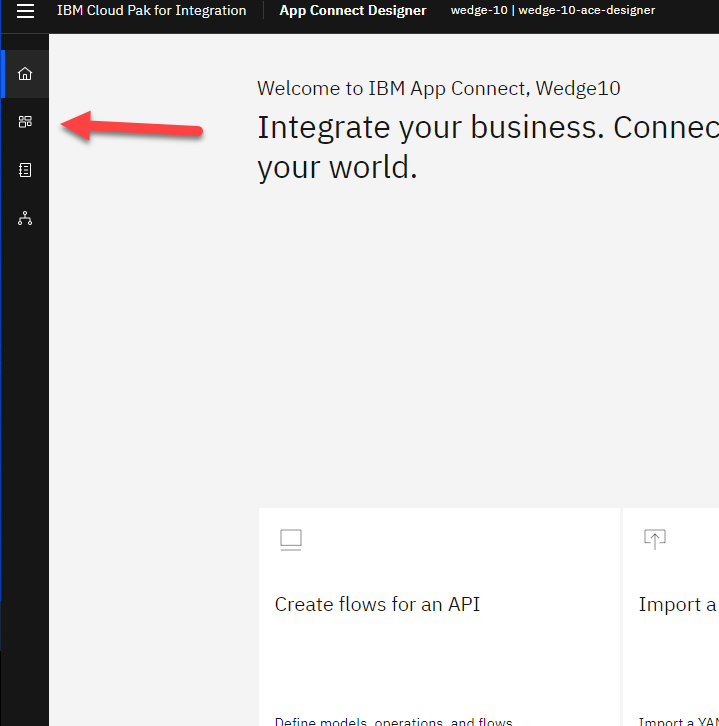 IBM Cloud Pak for Integration App Connect Designer wedge-10 | wedge-10-ace-designer
Welcome to IBM App Connect, Wedge10
Integrate your business. Connec
your world.
Create flows for an API
Import a
Define models, operations, and flows
Import a YAM